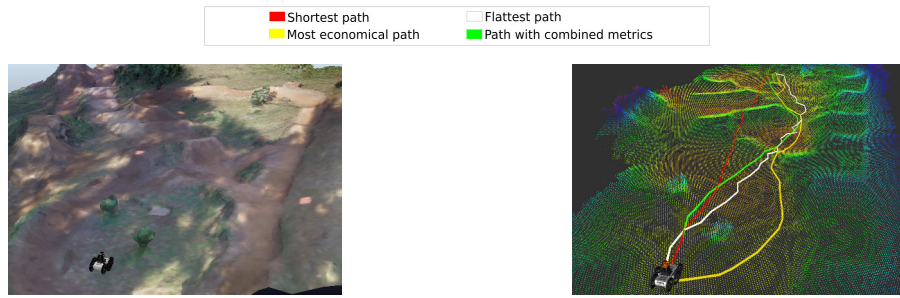 Shortest path
Flattest path
Most economical path
Path with combined metrics